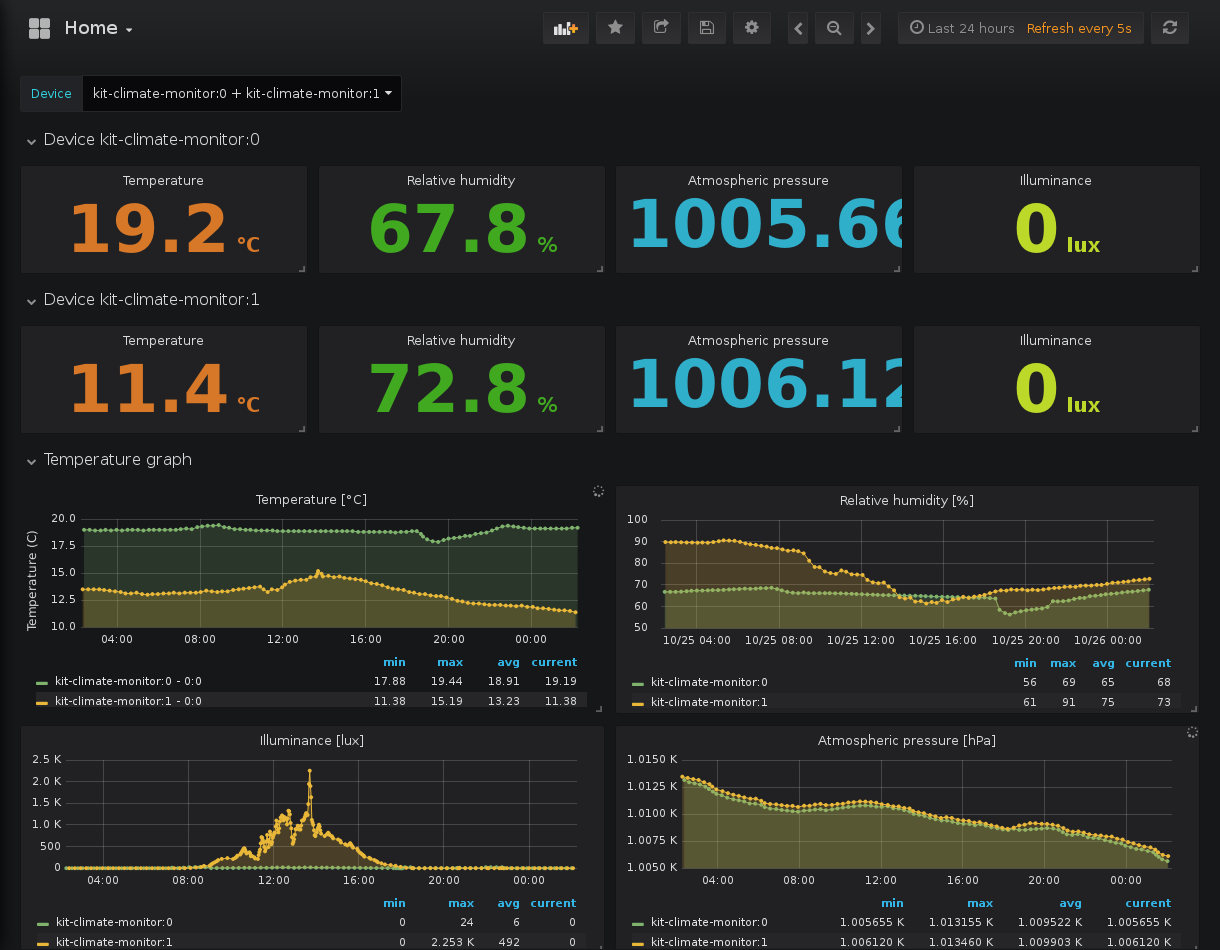 Home
Last 24 hours Refresh every 5s
Device kit-climate-monitor:0 + kit-climate-monitor:1
Device kit-climate-monitor:0
Temperature Relative humidity Atmospheric pressure Illuminance
19.2 °C 67.8 % 1005.66 0 lux
Device kit-climate-monitor:1
Temperature Relative humidity Atmospheric pressure Illuminance
11.4 °C 72.8 % 1006.12 0 lux
Temperature graph
Temperature [°C]
Temperature (C)
20.0
17.5
15.0
12.5
10.0
04:00 08:00 12:00 16:00 20:00 00:00
min max avg current
kit-climate-monitor:0 - 0:0 17.88 19.44 18.91 19.19
kit-climate-monitor:1 - 0:0 11.38 15.19 13.23 11.38
Relative humidity [%]
100
90
80
70
60
50
10/25 04:00 10/25 08:00 10/25 12:00 10/25 16:00 10/25 20:00 10/26 00:00
min max avg current
kit-climate-monitor:0 56 69 65 68
kit-climate-monitor:1 61 91 75 73
Illuminance [lux]
2.5 K
2.0 K
1.5 K
1.0 K
500
0
04:00 08:00 12:00 16:00 20:00 00:00
min max avg current
kit-climate-monitor:0 0 24 6 0
kit-climate-monitor:1 0 2.253 K 492 0
Atmospheric pressure [hPa]
1.0150 K
1.0125 K
1.0100 K
1.0075 K
1.0050 K
04:00 08:00 12:00 16:00 20:00 00:00
min max avg current
kit-climate-monitor:0 1.005655 K 1.013155 K 1.009522 K 1.005655 K
kit-climate-monitor:1 1.006120 K 1.013460 K 1.009903 K 1.006120 K